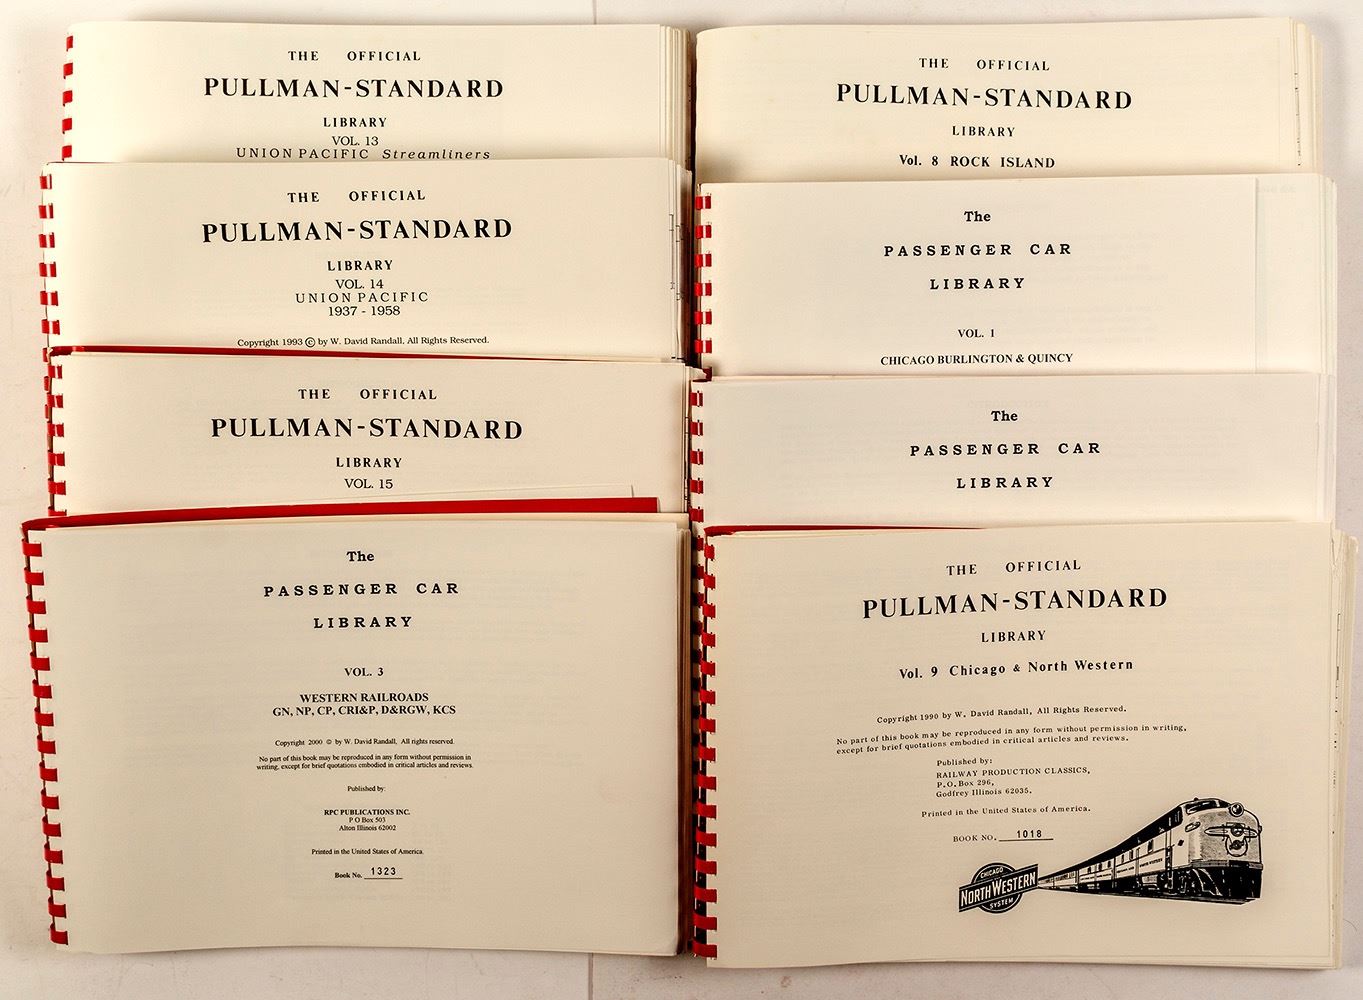 THE OFFICIAL
PULLMAN-STANDARD
LIBRARY
VOL. 13
UNION PACIFIC Streamliners
THE OFFICIAL
PULLMAN-STANDARD
LIBRARY
VOL. 14
UNION PACIFIC
1937 - 1958
Copyright 1993 © by W. David Randall, All Rights Reserved.
THE OFFICIAL
PULLMAN-STANDARD
LIBRARY
VOL. 15
The
PASSENGER CAR
LIBRARY
VOL. 3
WESTERN RAILROADS
GN, NP, CP, CRI&P, D&RGW, KCS
Copyright 2000 © by W. David Randall, All rights reserved.
No part of this book may be reproduced in any form without permission in
writing, except for brief quotations embodied in critical articles and reviews.
Published by:
RPC PUBLICATIONS INC.
P O Box 503
Alton Illinois 62002
Printed in the United States of America.
Book No. 1323
THE OFFICIAL
PULLMAN-STANDARD
LIBRARY
Vol. 8 ROCK ISLAND
The
PASSENGER CAR
LIBRARY
VOL. 1
CHICAGO BURLINGTON & QUINCY
The
PASSENGER CAR
LIBRARY
THE OFFICIAL
PULLMAN-STANDARD
LIBRARY
Vol. 9 Chicago & North Western
Copyright 1990 by W. David Randall, All Rights Reserved.
No part of this book may be reproduced in any form without permission in writing,
except for brief quotations embodied in critical articles and reviews.
Published by:
RAILWAY PRODUCTION CLASSICS,
P.O. Box 296,
Godfrey Illinois 62035.
Printed in the United States of America.
BOOK NO. 1018
CHICAGO
NORTH WESTERN
SYSTEM